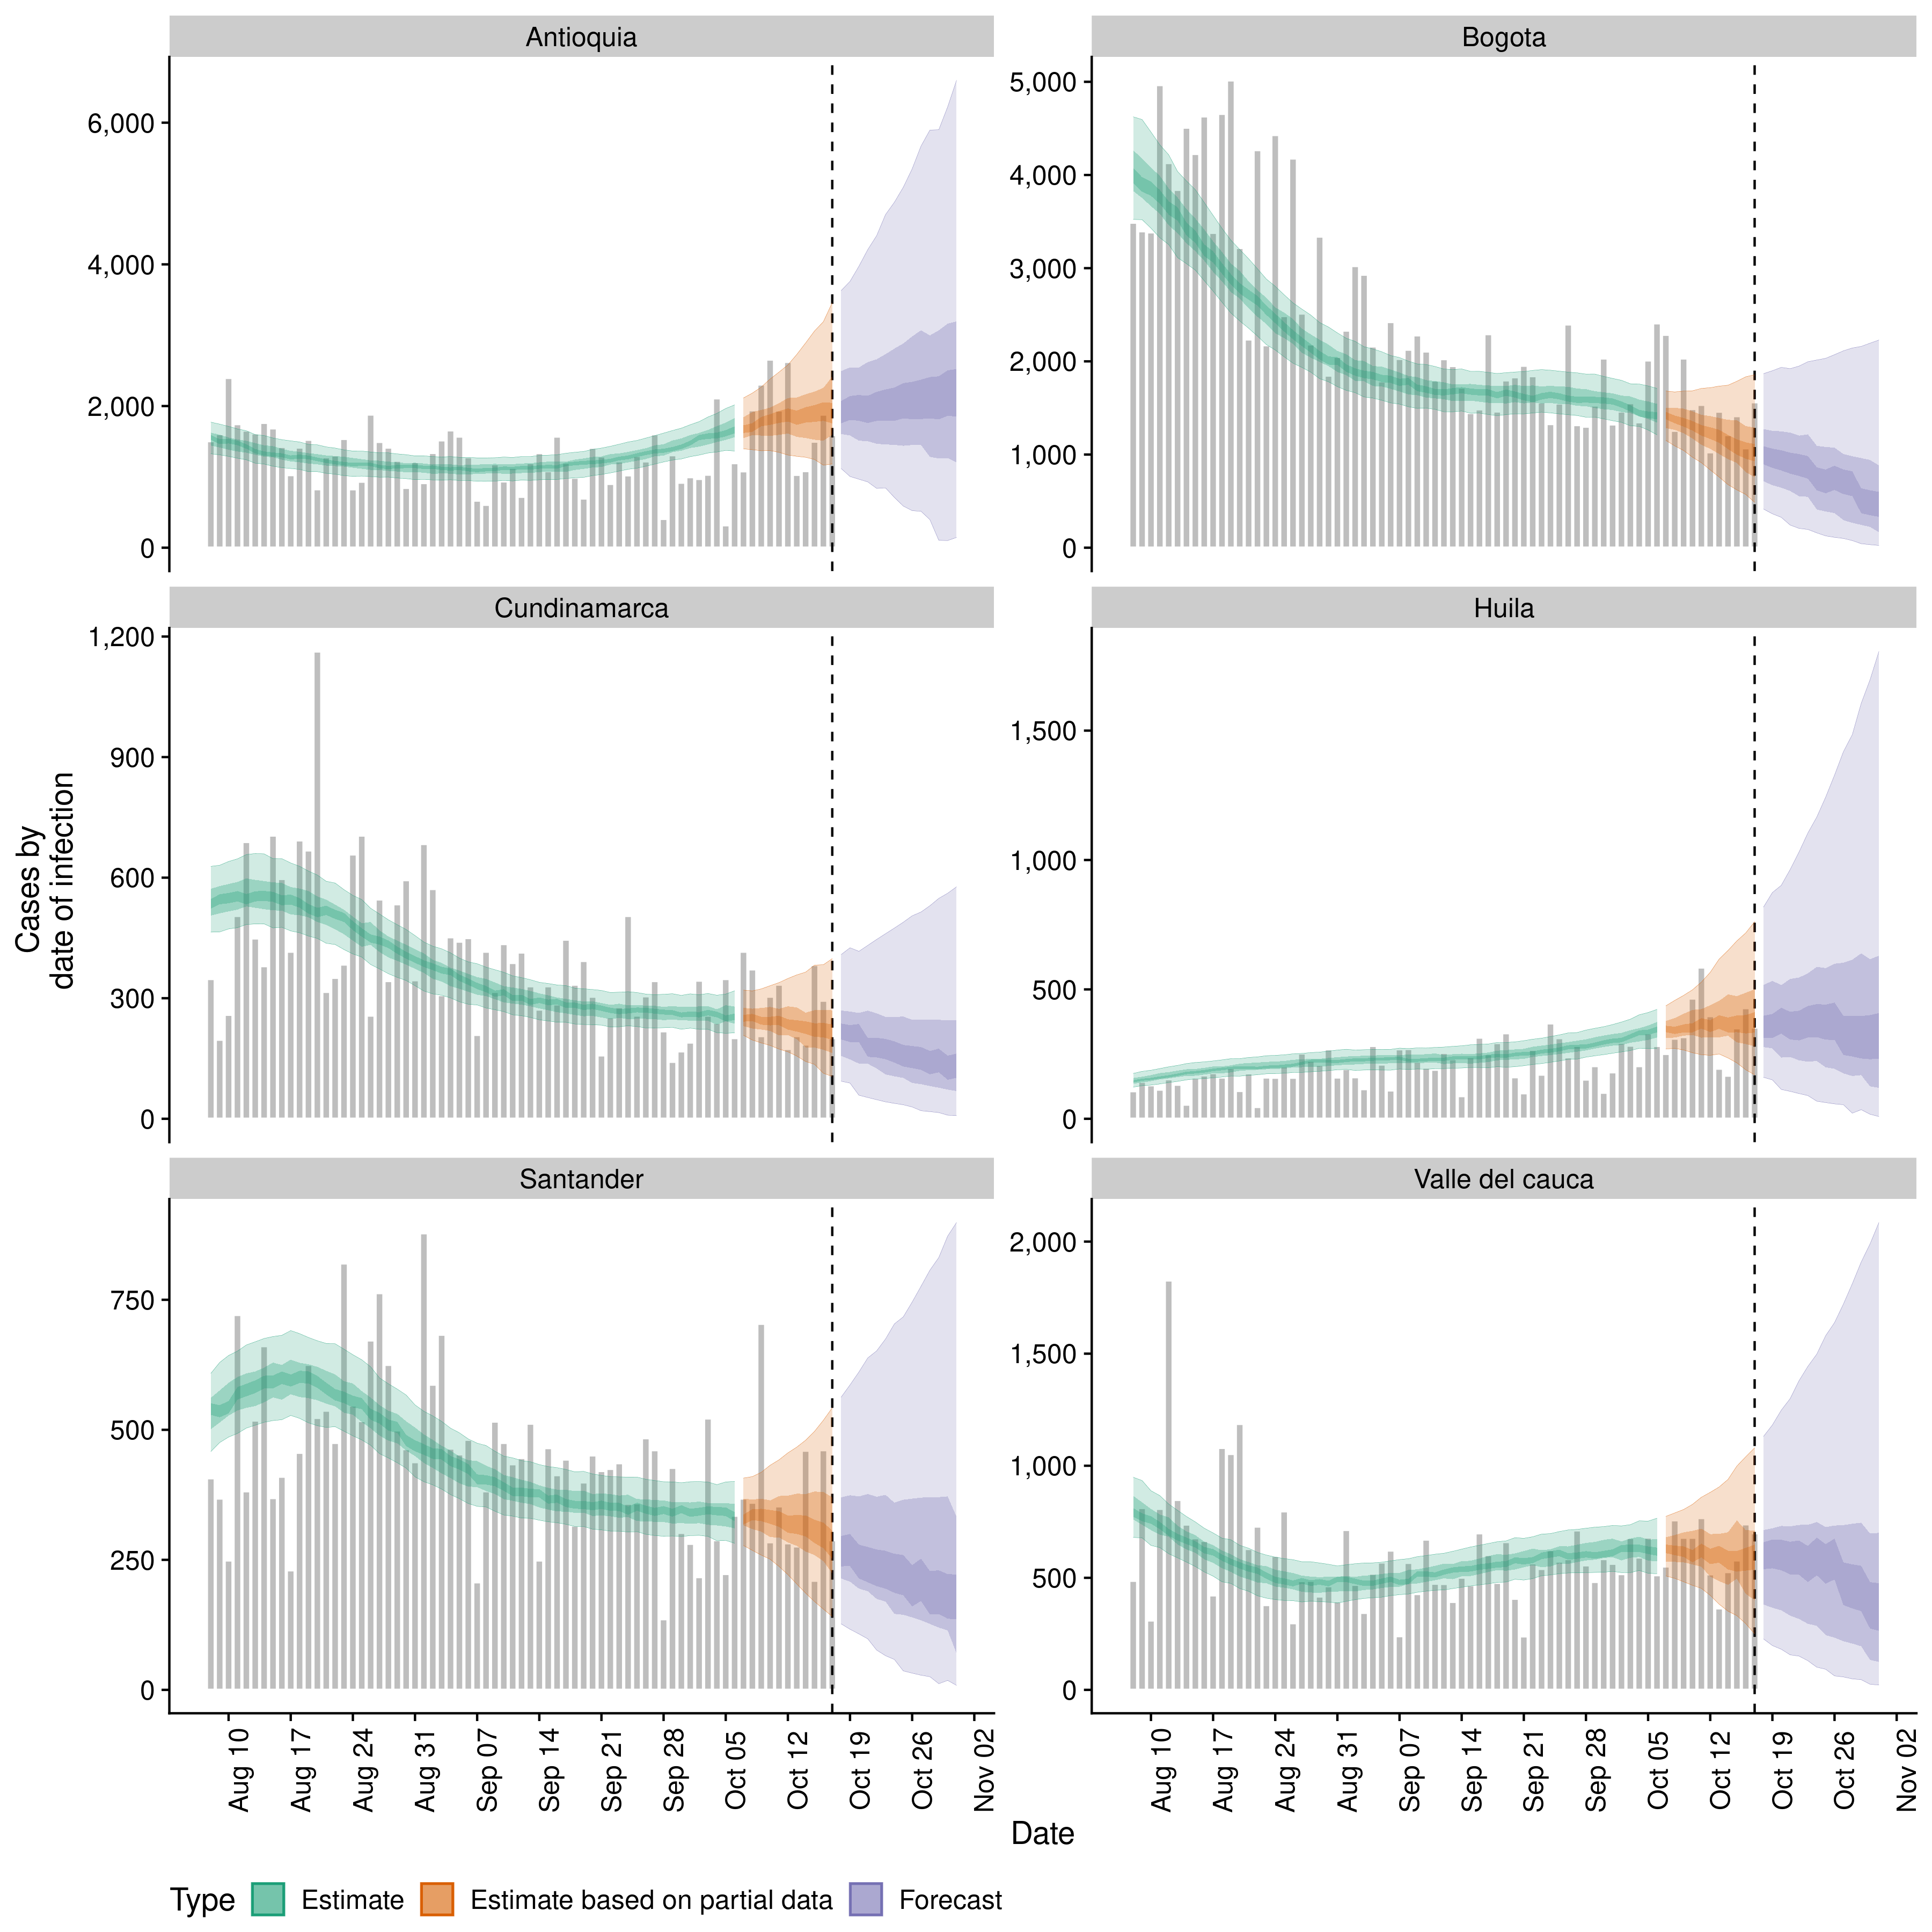 Antioquia
Bogota
6,000
4,000
2,000
0
5,000
4,000
3,000
2,000
1,000
0
Cundinamarca
Huila
1,200
900
600
300
0
1,500
1,000
500
0
Cases by
date of infection
Santander
Valle del cauca
750
500
250
0
2,000
1,500
1,000
500
0
Aug 10
Aug 17
Aug 24
Aug 31
Sep 07
Sep 14
Sep 21
Sep 28
Oct 05
Oct 12
Oct 19
Oct 26
Nov 02
Aug 10
Aug 17
Aug 24
Aug 31
Sep 07
Sep 14
Sep 21
Sep 28
Oct 05
Oct 12
Oct 19
Oct 26
Nov 02
Date
Type Estimate Estimate based on partial data Forecast